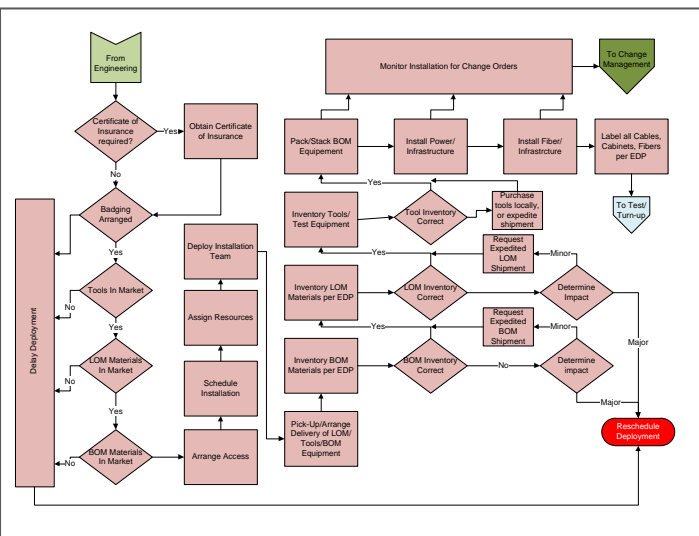 From
Engineering
Certificate of
Insurance
required?
Yes
Obtain Certificate
of Insurance
No
Badging
Arranged
Yes
Tools In Market
No
Yes
LOM Materials
In Market
No
Yes
BOM Materials
In Market
No
Delay Deployment
Arrange Access
Schedule
Installation
Assign Resources
Deploy Installation
Team
Pick-Up/Arrange
Delivery of LOM/
Tools/BOM
Equipment
Inventory BOM
Materials per EDP
BOM Inventory
Correct
No
Determine
impact
Minor
Request
Expedited
BOM
Shipment
Major
Yes
Inventory LOM
Materials per EDP
LOM Inventory
Correct
Determine
Impact
Minor
Request
Expedited
LOM
Shipment
Major
Yes
Inventory Tools/
Test Equipment
Tool Inventory
Correct
Purchase
tools locally,
or expedite
shipment
Yes
Pack/Stack BOM
Equipement
Install Power/
Infrastructure
Install Fiber/
Infrastrcture
Label all Cables,
Cabinets, Fibers
per EDP
Monitor Installation for Change Orders
To Change
Management
To Test/
Turn-up
Reschedule
Deployment